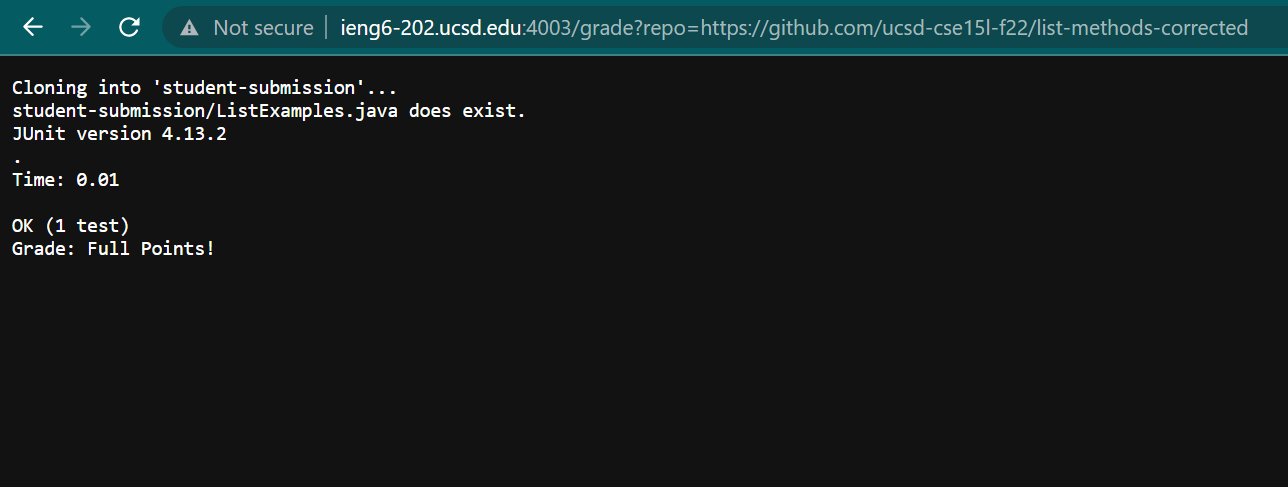 Not secure ieng6-202.ucsd.edu:4003/grade?repo=https://github.com/ucsd-cse15l-f22/list-methods-corrected
Cloning into 'student-submission'...
student-submission/ListExamples.java does exist.
JUnit version 4.13.2
.
Time: 0.01
OK (1 test)
Grade: Full Points!